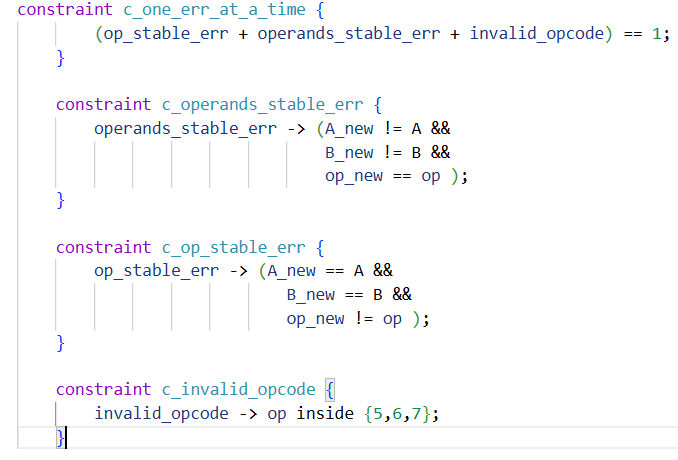 constraint c_one_err_at_a_time {
(op_stable_err + operands_stable_err + invalid_opcode) == 1;
}
constraint c_operands_stable_err {
operands_stable_err -> (A_new != A &&
B_new != B &&
op_new == op );
}
constraint c_op_stable_err {
op_stable_err -> (A_new == A &&
B_new == B &&
op_new != op );
}
constraint c_invalid_opcode {
invalid_opcode -> op inside {5,6,7};
}